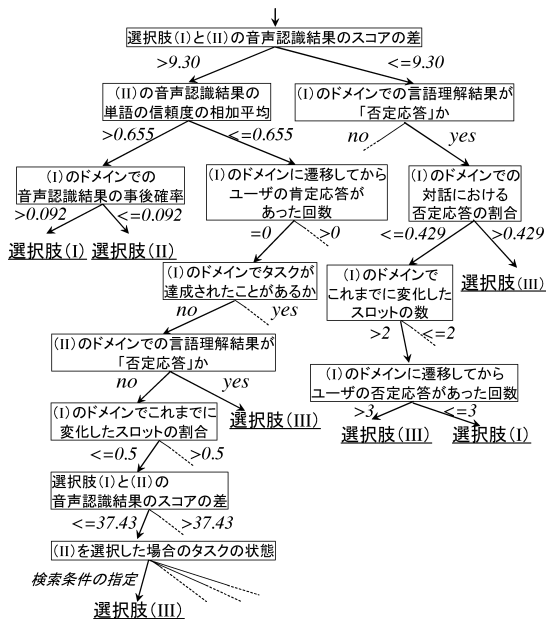 選択肢(I)と(II)の音声認識結果のスコアの差
>9.30
<=9.30
(II)の音声認識結果の
単語の信頼度の相加平均
(I)のドメインでの言語理解結果が
「否定応答」か
>0.655
<=0.655
no
yes
(I)のドメインでの
音声認識結果の事後確率
(I)のドメインに遷移してから
ユーザの肯定応答が
あった回数
(I)のドメインでの
対話における
否定応答の割合
>0.092
<=0.092
選択肢(I)
選択肢(II)
=0
>0
<=0.429
>0.429
(I)のドメインでタスクが
達成されたことがあるか
(I)のドメインで
これまでに変化した
スロットの数
選択肢(III)
no
yes
>2
<=2
(II)のドメインでの言語理解結果が
「否定応答」か
(I)のドメインに遷移してから
ユーザの否定応答があった回数
no
yes
>3
<=3
(I)のドメインでこれまでに
変化したスロットの割合
選択肢(III)
選択肢(III)
選択肢(I)
<=0.5
>0.5
選択肢(I)と(II)の
音声認識結果のスコアの差
<=37.43
>37.43
(II)を選択した場合のタスクの状態
検索条件の指定
選択肢(III)